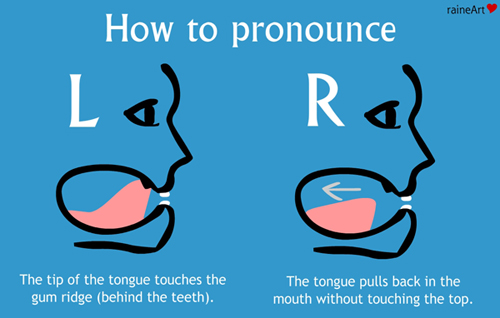 raineArt
How to pronounce
L
R
The tip of the tongue touches the
gum ridge (behind the teeth).
The tongue pulls back in the
mouth without touching the top.